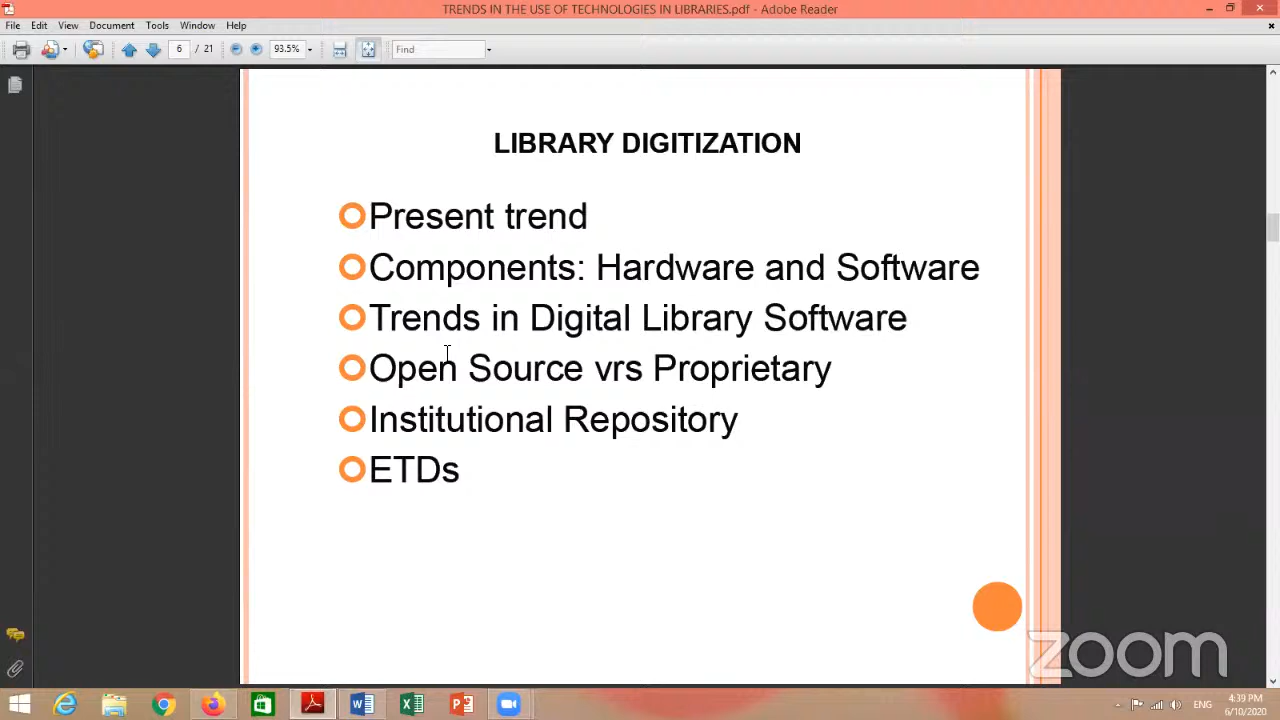 TRENDS IN THE USE OF TECHNOLOGIES IN LIBRARIES.pdf - Adobe Reader
File Edit View Document Tools Window Help
6 / 21 93.5% Find
LIBRARY DIGITIZATION
Present trend
Components: Hardware and Software
Trends in Digital Library Software
Open Source vrs Proprietary
Institutional Repository
ETDs
zoom
4:39 PM
ENG
6/10/2020